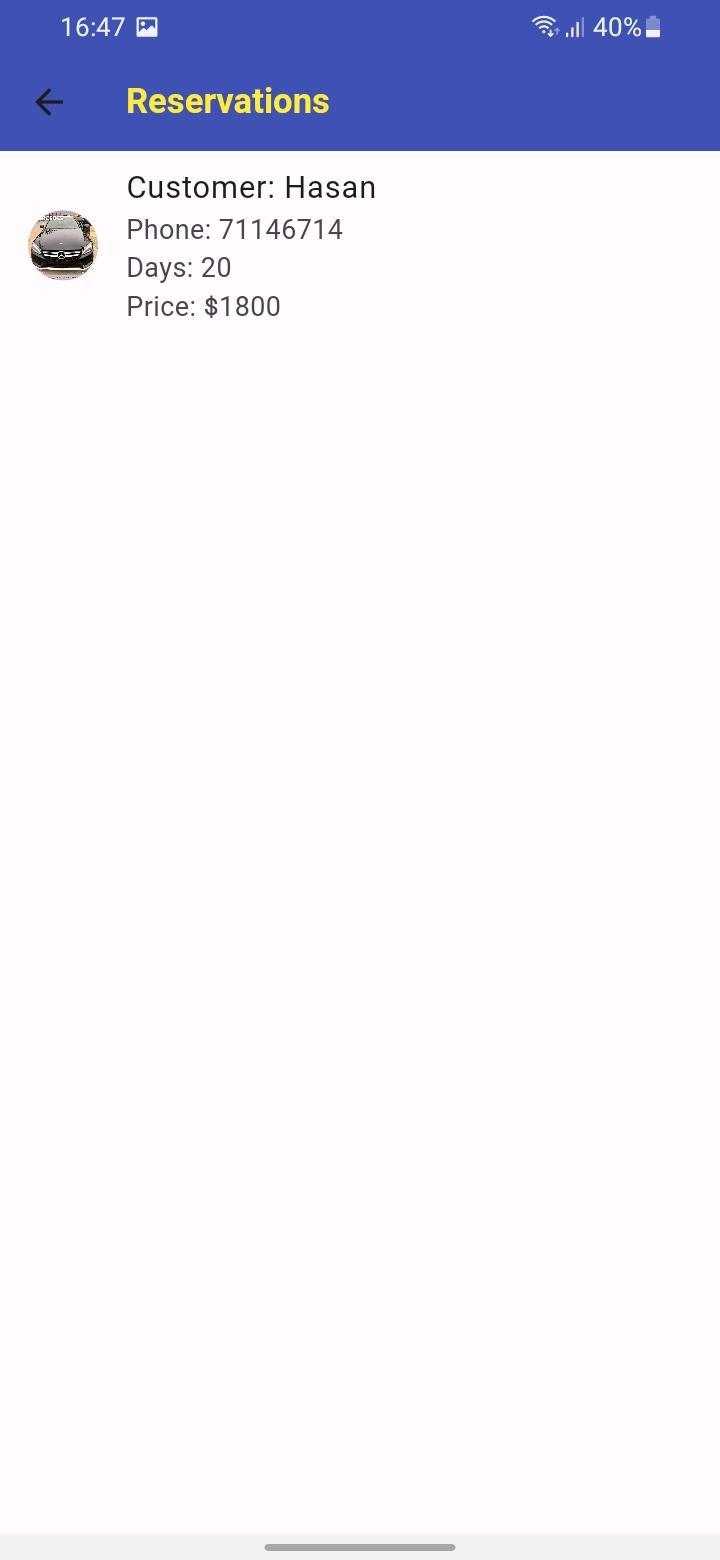 16:47
40%
Reservations
Customer: Hasan
Phone: 71146714
Days: 20
Price: $1800